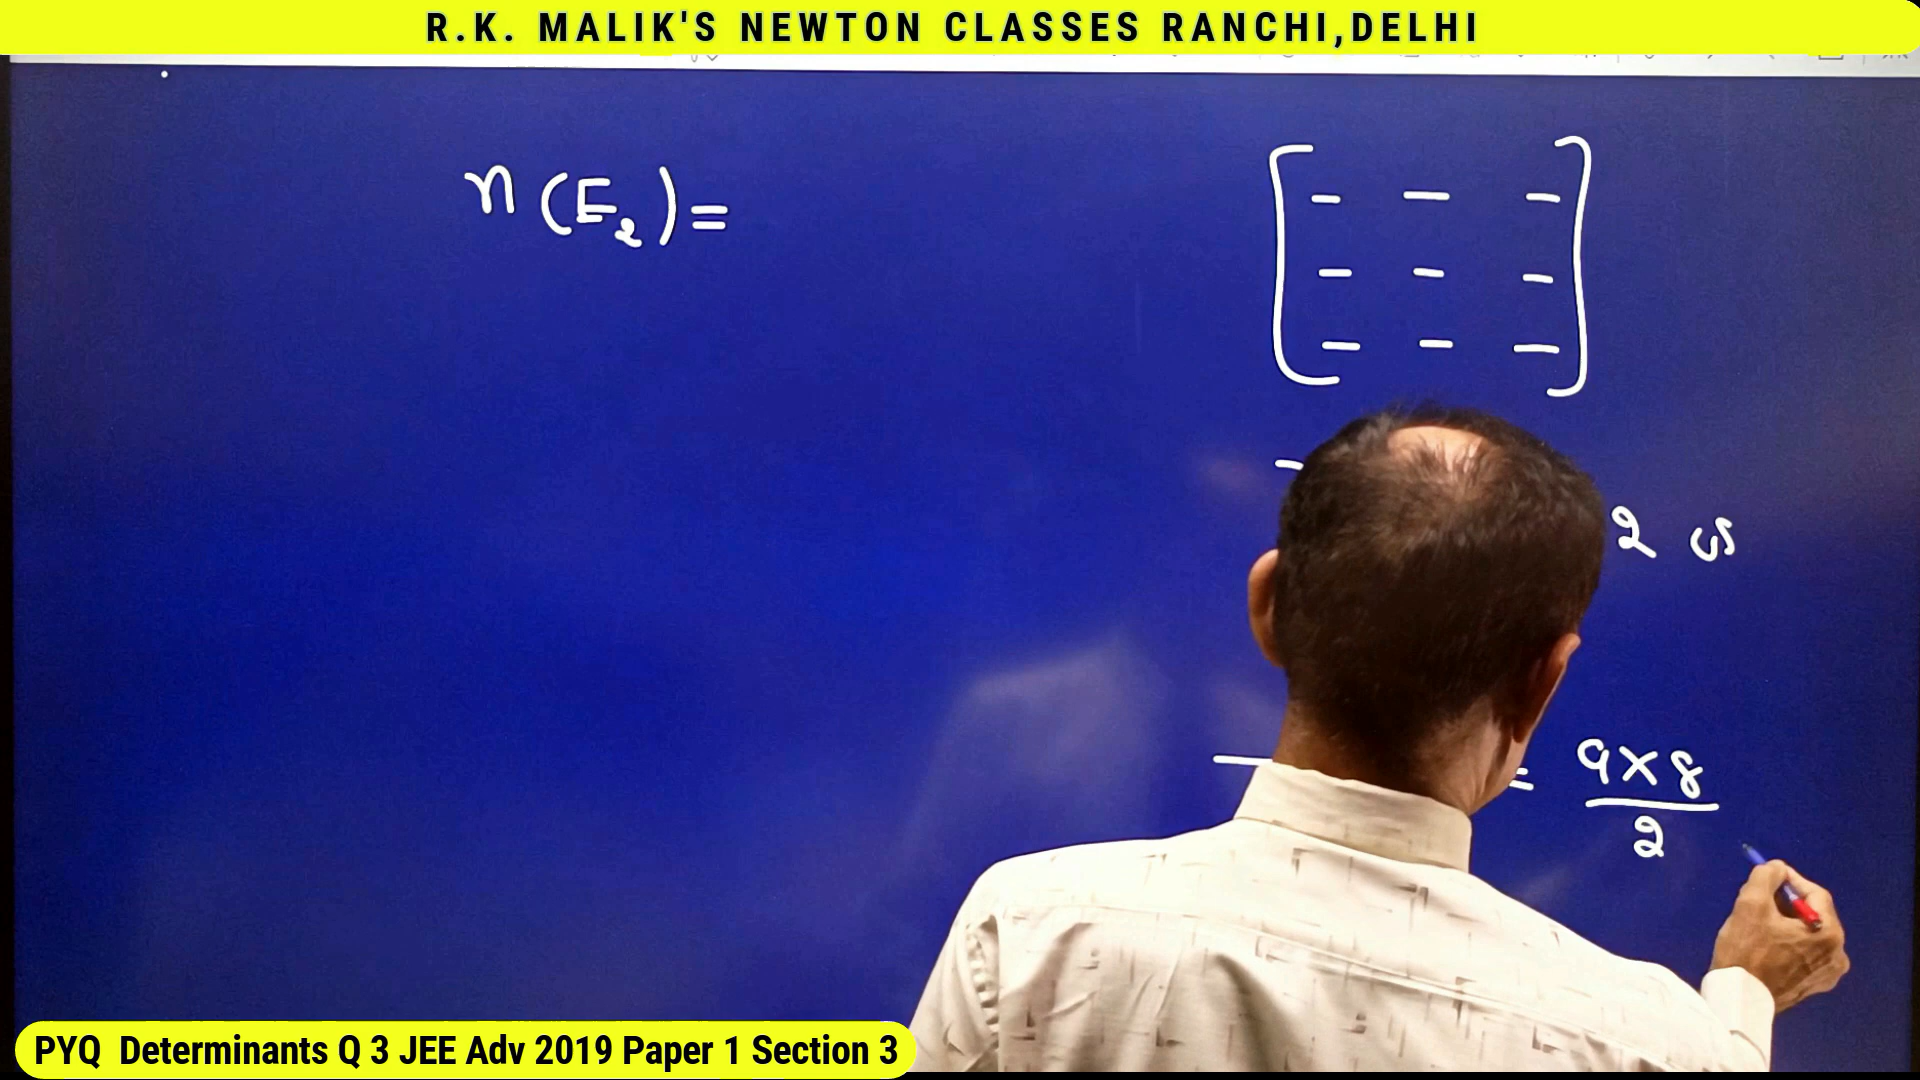 R.K. MALIK'S NEWTON CLASSES RANCHI,DELHI
n(E₂)=
[ – – –
– – –
– – – ]
2
= 9×8
2
PYQ Determinants Q 3 JEE Adv 2019 Paper 1 Section 3